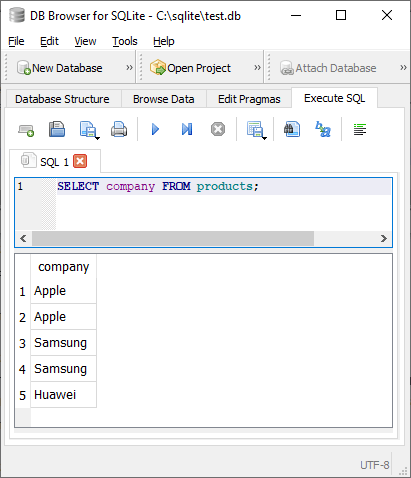 DB Browser for SQLite - C:\sqlite\test.db
File Edit View Tools Help
New Database >> Open Project >> Attach Database >>
Database Structure Browse Data Edit Pragmas Execute SQL
SQL 1
1 SELECT company FROM products;
company
1 Apple
2 Apple
3 Samsung
4 Samsung
5 Huawei
UTF-8